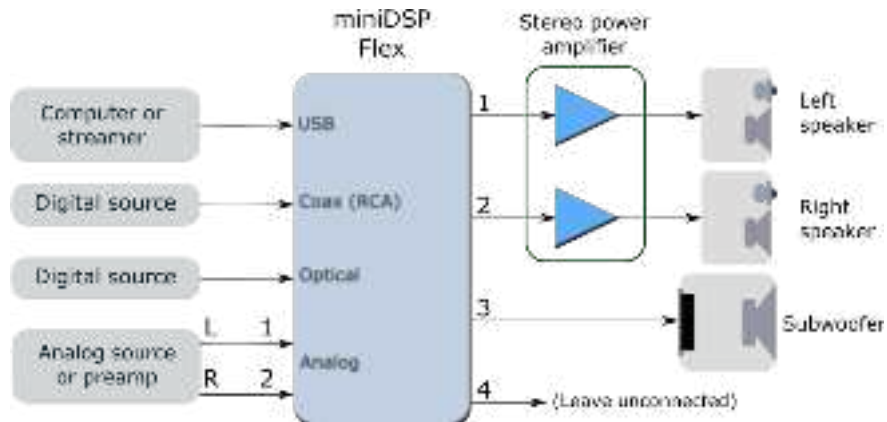 miniDSP
Flex
Stereo power
amplifier
Computer or
streamer
USB
1
Left
speaker
Digital source
Coax (RCA)
2
Right
speaker
Digital source
Optical
3
Subwoofer
Analog source
or preamp
L 1
R 2
Analog
4
(Leave unconnected)